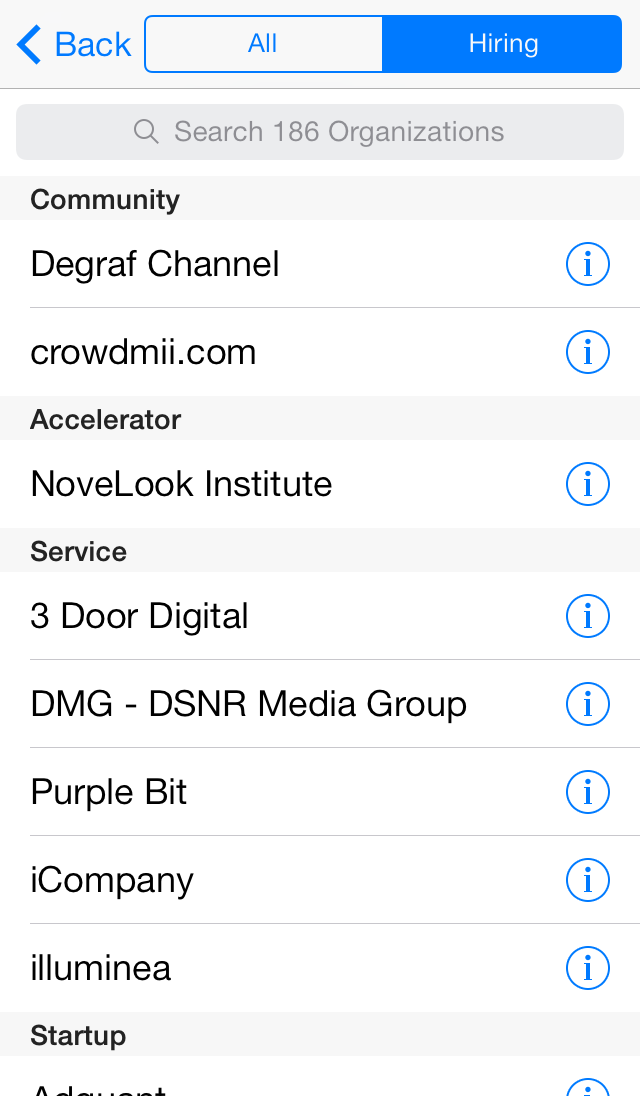 Back
All
Hiring
Search 186 Organizations
Community
Degraf Channel
crowdmii.com
Accelerator
NoveLook Institute
Service
3 Door Digital
DMG - DSNR Media Group
Purple Bit
iCompany
illuminea
Startup